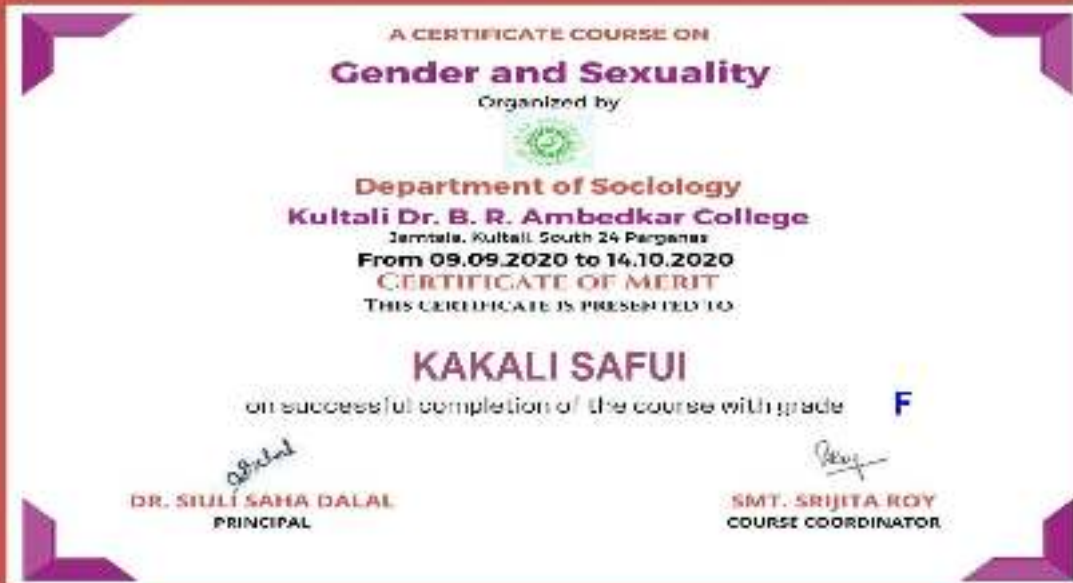 A CERTIFICATE COURSE ON
Gender and Sexuality
Organized by
Department of Sociology
Kultali Dr. B. R. Ambedkar College
Jamtala, Kultali, South 24 Parganas
From 09.09.2020 to 14.10.2020
CERTIFICATE OF MERIT
THIS CERTIFICATE IS PRESENTED TO
KAKALI SAFUI
on successful completion of the course with grade F
DR. SIULI SAHA DALAL
PRINCIPAL
SMT. SRIJITA ROY
COURSE COORDINATOR